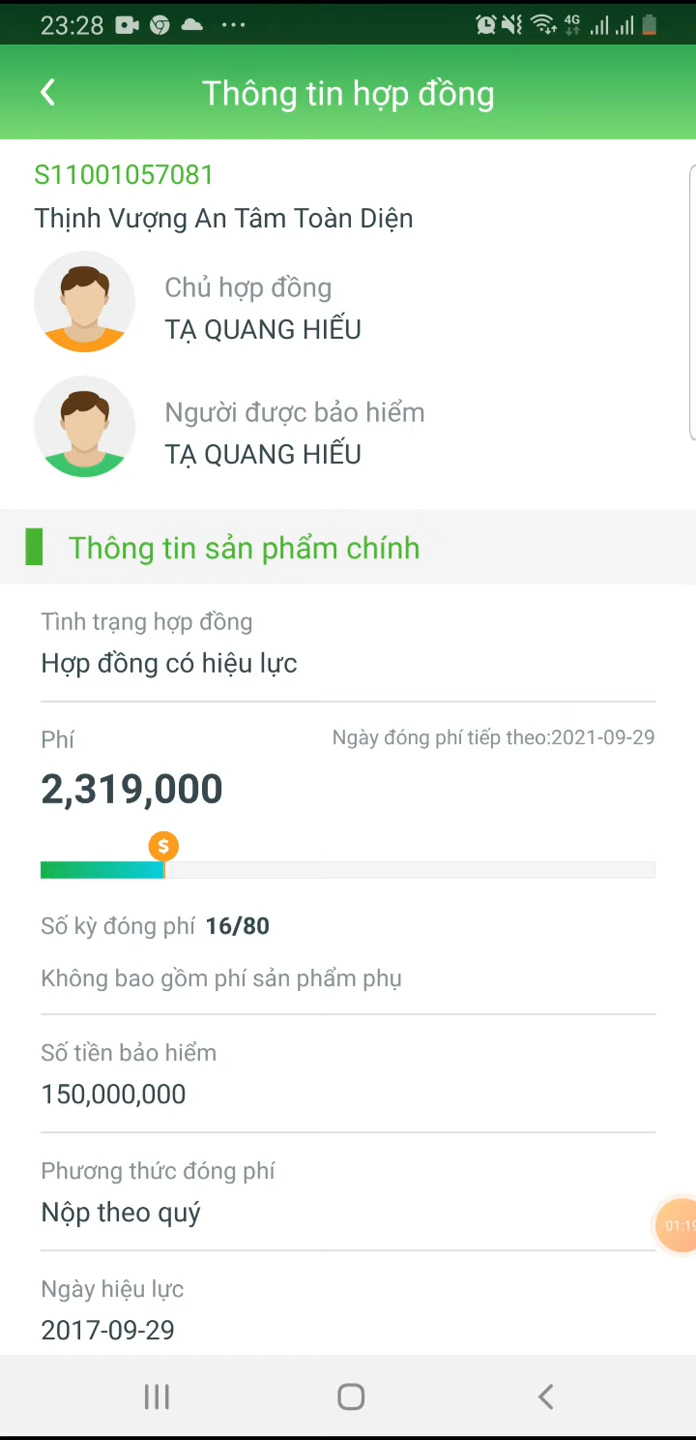 23:28
4G
Thông tin hợp đồng
S11001057081
Thịnh Vượng An Tâm Toàn Diện
Chủ hợp đồng
TẠ QUANG HIẾU
Người được bảo hiểm
TẠ QUANG HIẾU
Thông tin sản phẩm chính
Tình trạng hợp đồng
Hợp đồng có hiệu lực
Phí
Ngày đóng phí tiếp theo:2021-09-29
2,319,000
$
Số kỳ đóng phí 16/80
Không bao gồm phí sản phẩm phụ
Số tiền bảo hiểm
150,000,000
Phương thức đóng phí
Nộp theo quý
01:19
Ngày hiệu lực
2017-09-29